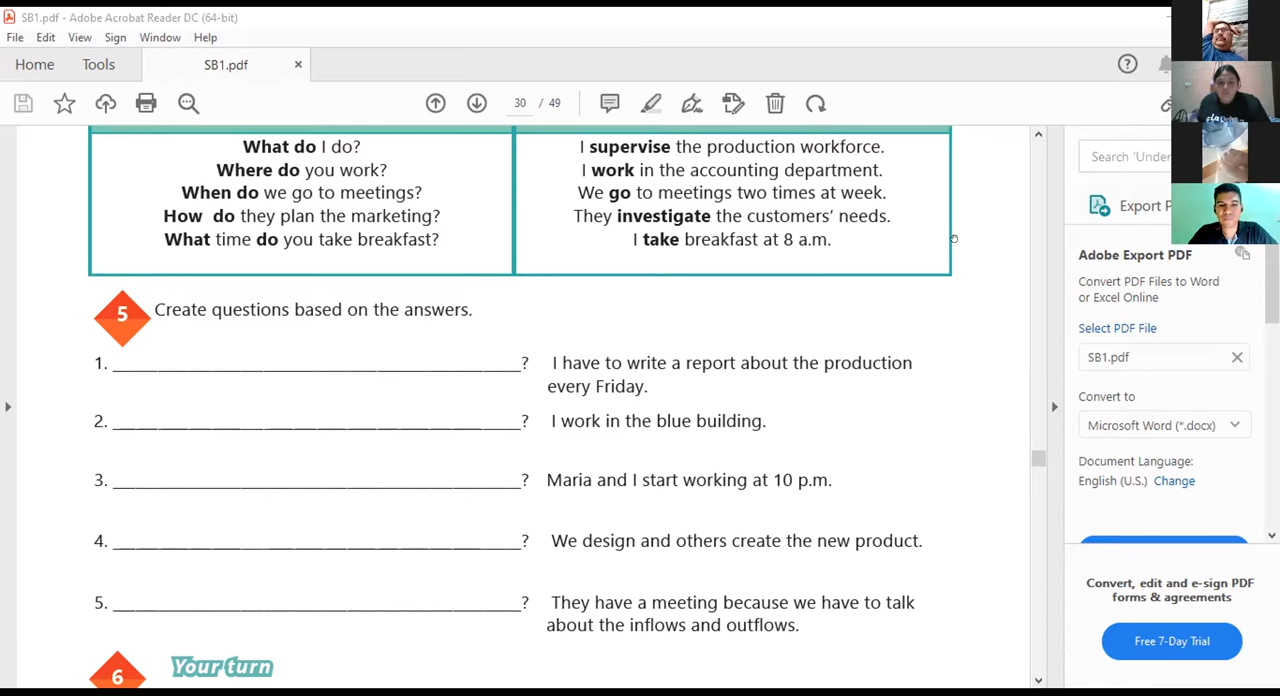 SB1.pdf - Adobe Acrobat Reader DC (64-bit)
File Edit View Sign Window Help
Home Tools SB1.pdf ×
30 / 49
What do I do?
Where do you work?
When do we go to meetings?
How do they plan the marketing?
What time do you take breakfast?
I supervise the production workforce.
I work in the accounting department.
We go to meetings two times at week.
They investigate the customers' needs.
I take breakfast at 8 a.m.
5 Create questions based on the answers.
1. ______________________________________? I have to write a report about the production
every Friday.
2. ______________________________________? I work in the blue building.
3. ______________________________________? Maria and I start working at 10 p.m.
4. ______________________________________? We design and others create the new product.
5. ______________________________________? They have a meeting because we have to talk
about the inflows and outflows.
6 Your turn
Search 'Under
Export P
Adobe Export PDF
Convert PDF Files to Word
or Excel Online
Select PDF File
SB1.pdf
Convert to
Microsoft Word (*.docx)
Document Language:
English (U.S.) Change
Convert, edit and e-sign PDF
forms & agreements
Free 7-Day Trial